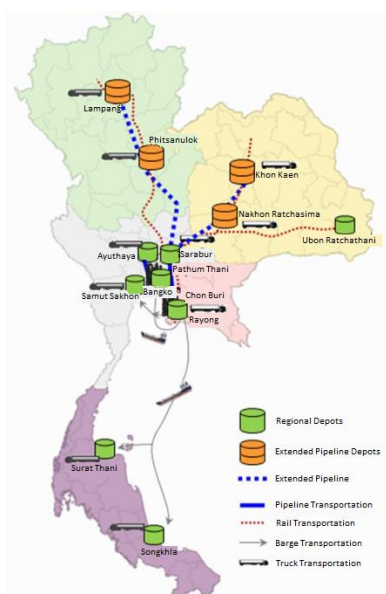 Lampang
Phitsanulok
Khon Kaen
Nakhon Ratchasima
Ubon Ratchathani
Ayuthaya
Sarabur
Pathum Thani
Samut Sakhon
Bangko
Chon Buri
Rayong
Surat Thani
Songkhla
Regional Depots
Extended Pipeline Depots
Extended Pipeline
Pipeline Transportation
Rail Transportation
Barge Transportation
Truck Transportation